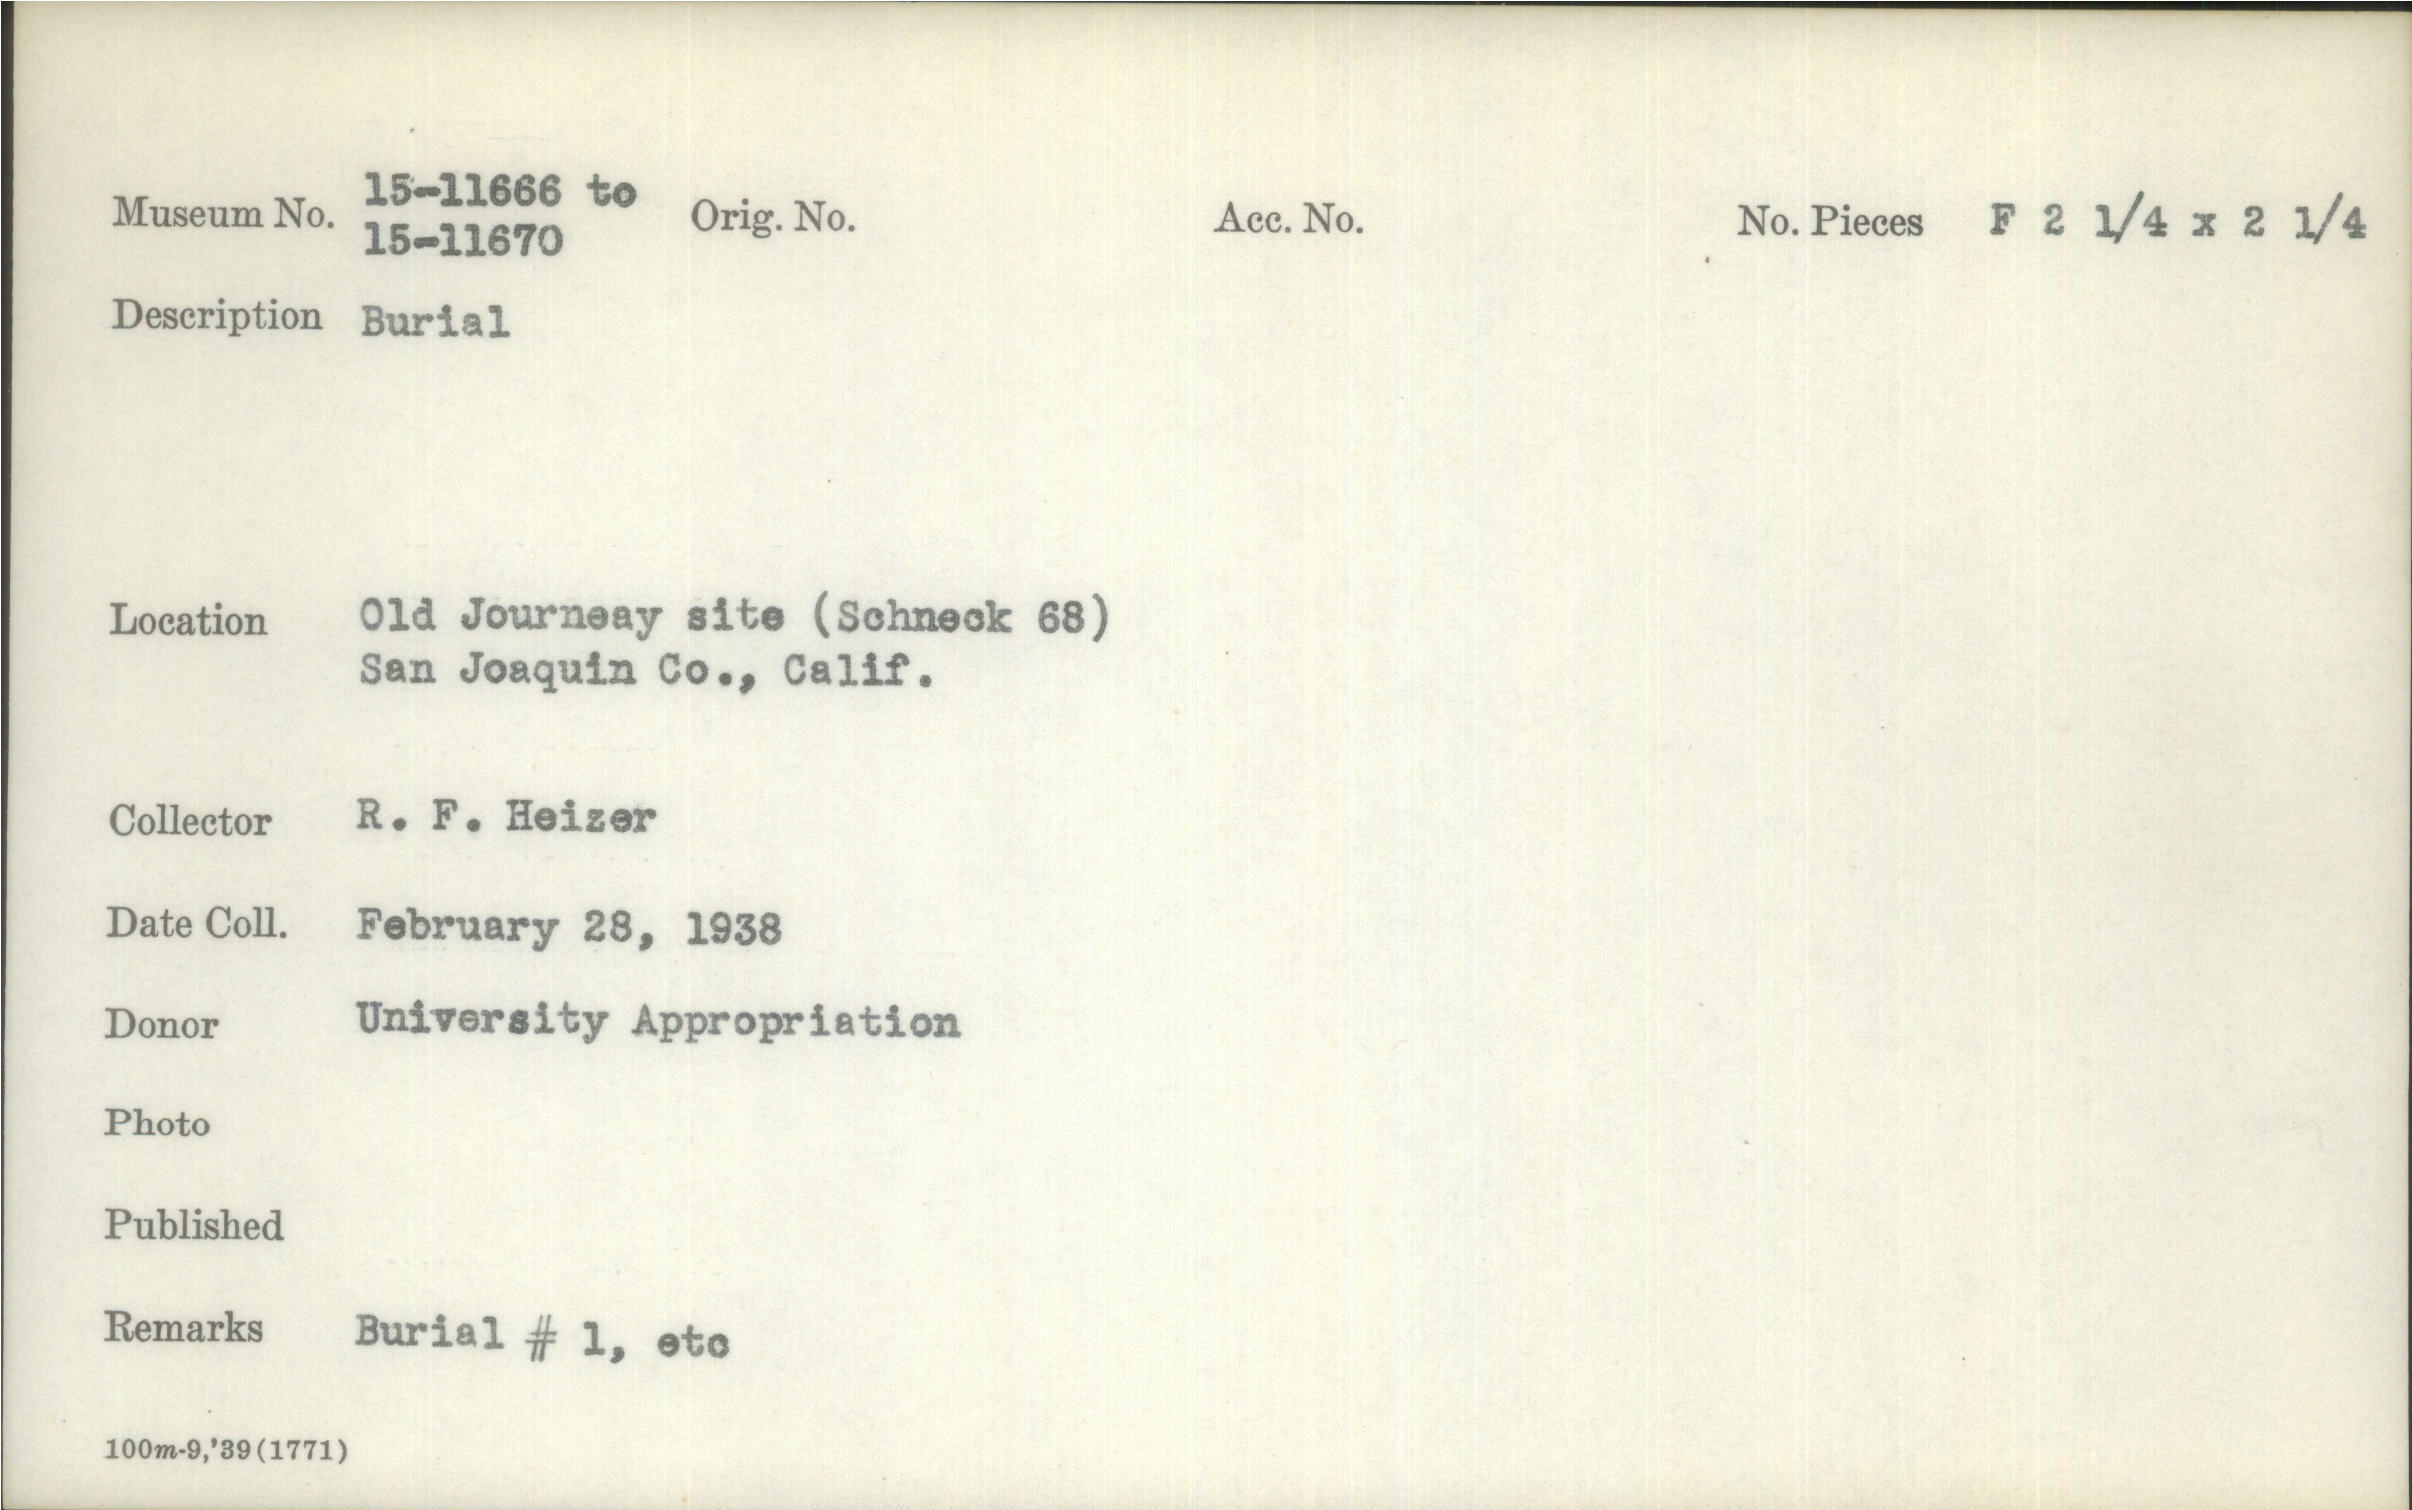 Museum No. 15-11666 to 15-11670 Orig. No. Acc. No. No. Pieces F 2 1/4 x 2 1/4
Description Burial
Location Old Journeay site (Schneck 68)
San Joaquin Co., Calif.
Collector R. F. Heizer
Date Coll. February 28, 1938
Donor University Appropriation
Photo
Published
Remarks Burial # 1, etc
100m-9,'39(1771)